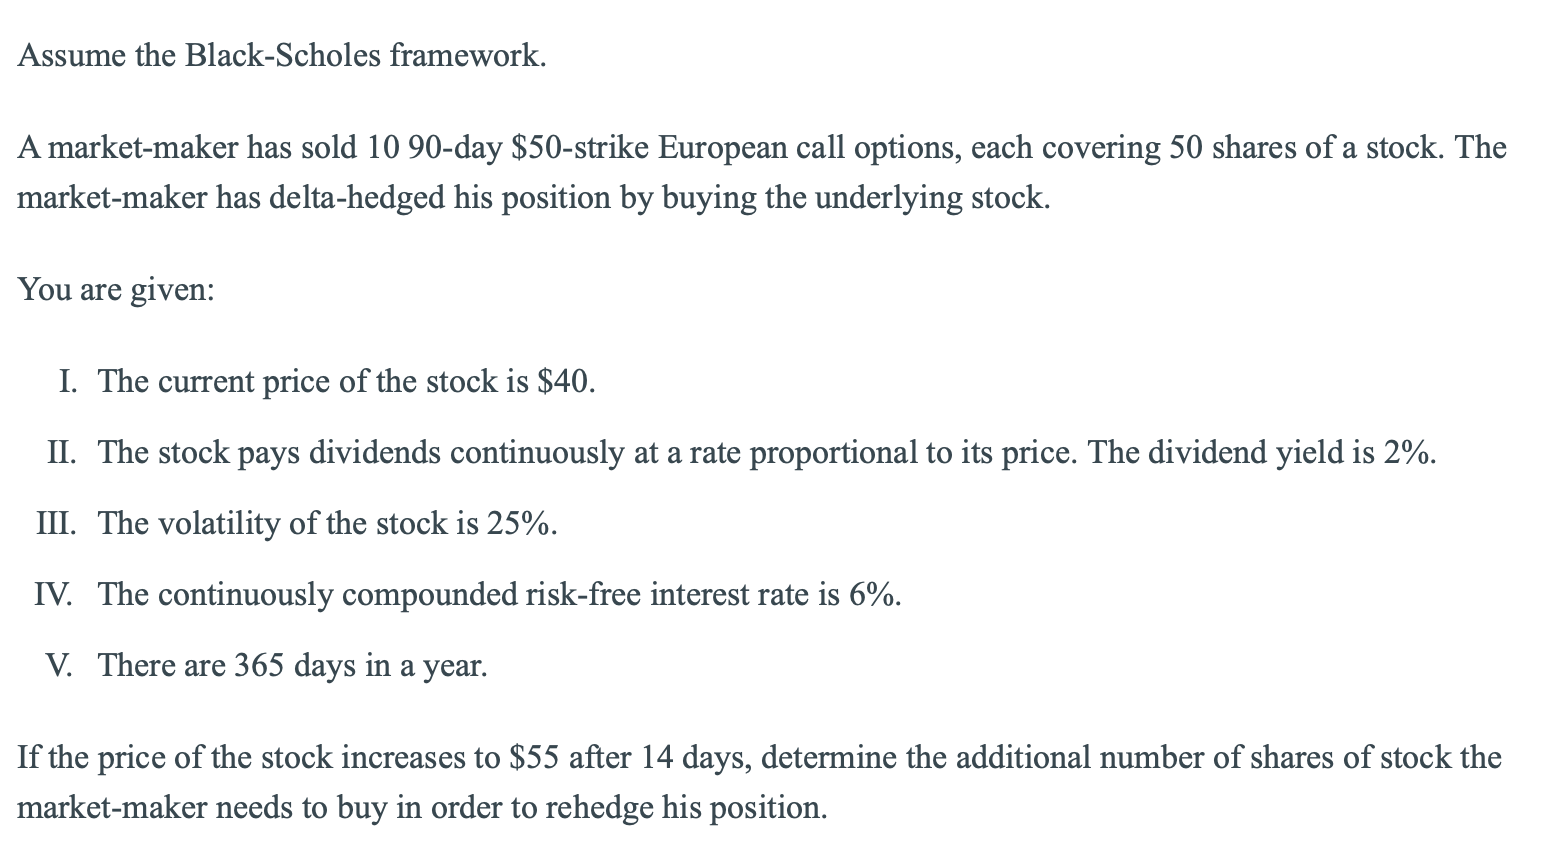 Assume the Black-Scholes framework.
A market-maker has sold 10 90-day $50-strike European call options, each covering 50 shares of a stock. The
market-maker has delta-hedged his position by buying the underlying stock.
You are given:
I. The current price of the stock is $40.
II. The stock pays dividends continuously at a rate proportional to its price. The dividend yield is 2%.
III. The volatility of the stock is 25%.
IV. The continuously compounded risk-free interest rate is 6%.
V. There are 365 days in a year.
If the price of the stock increases to $55 after 14 days, determine the additional number of shares of stock the
market-maker needs to buy in order to rehedge his position.